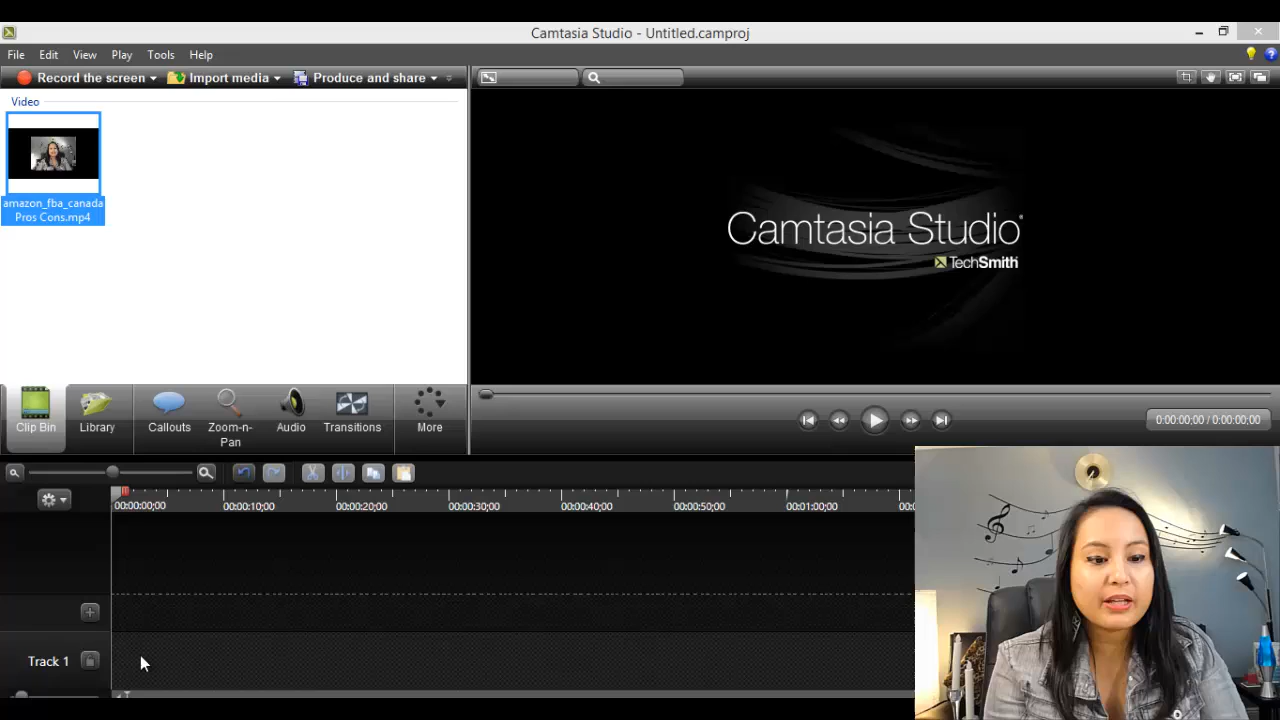 Camtasia Studio - Untitled.camproj
File Edit View Play Tools Help
Record the screen Import media Produce and share
Video
amazon_fba_canada
Pros Cons.mp4
Camtasia Studio®
TechSmith
Clip Bin Library Callouts Zoom-n-Pan Audio Transitions More
0:00:00;00 / 0:00:00;00
00:00:00;00 00:00:10;00 00:00:20;00 00:00:30;00 00:00:40;00 00:00:50;00 00:01:00;00
Track 1